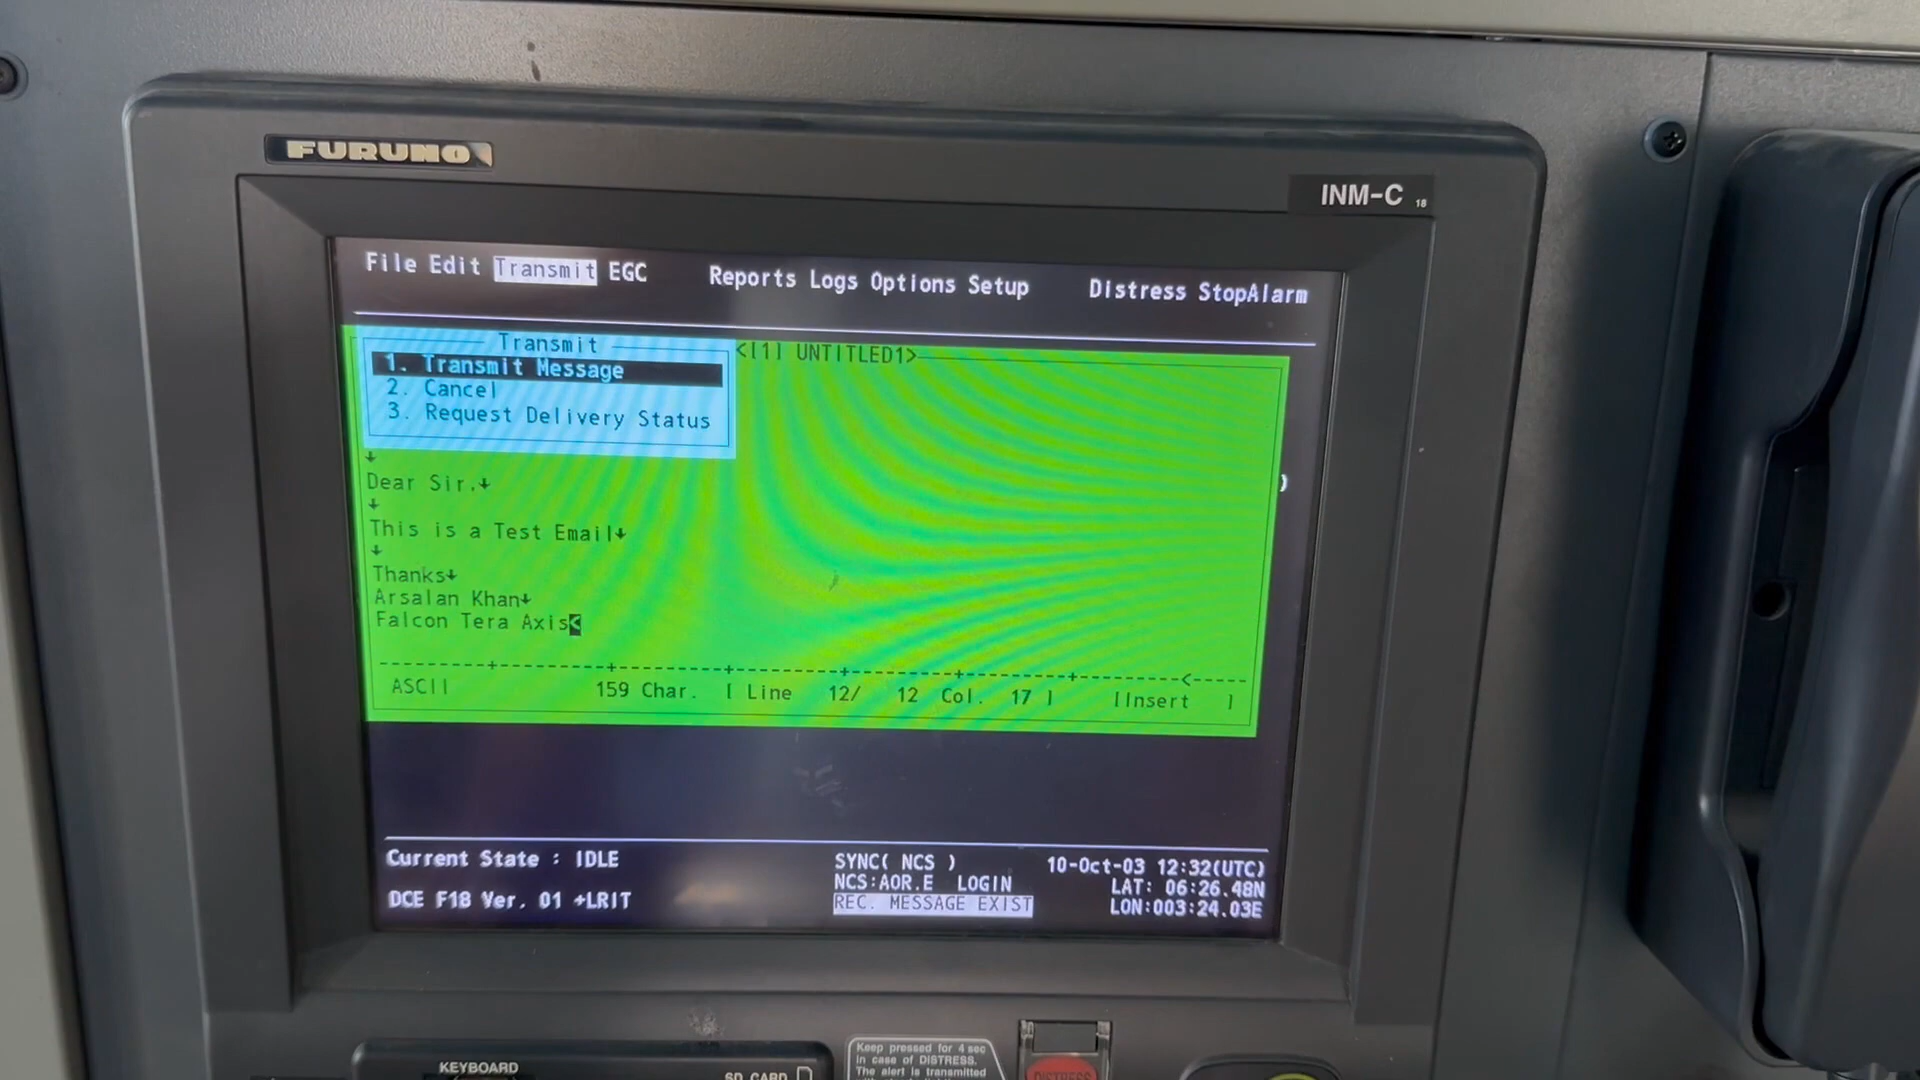 FURUNO
INM-C 18
File Edit Transmit EGC Reports Logs Options Setup Distress StopAlarm
Transmit
1. Transmit Message
2. Cancel
3. Request Delivery Status
<[1] UNTITLED1>
Dear Sir.↓
This is a Test Email↓
Thanks↓
Arsalan Khan↓
Falcon Tera Axis<
ASCII 159 Char. [ Line 12/ 12 Col. 17 ] [Insert ]
Current State : IDLE
DCE F18 Ver. 01 +LRIT
SYNC( NCS )
NCS:AOR.E LOGIN
REC. MESSAGE EXIST
10-Oct-03 12:32(UTC)
LAT: 06:26.48N
LON:003:24.03E
KEYBOARD
SD CARD
Keep pressed for 4 sec
in case of DISTRESS.
The alert is transmitted
DISTRESS